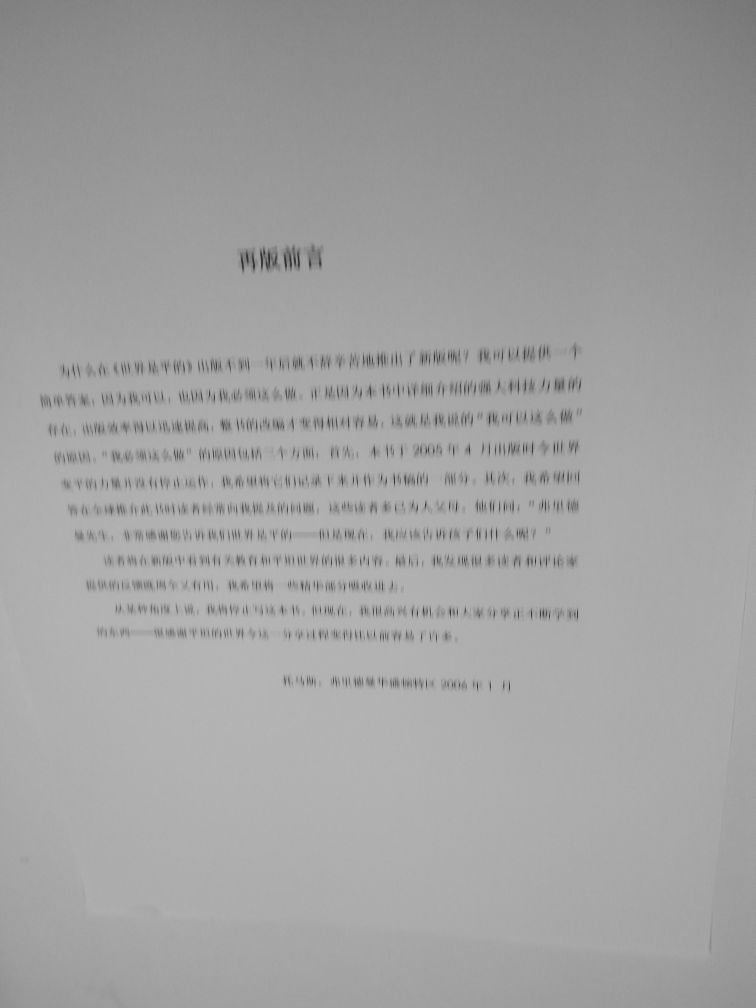 再版前言
为什么在《世界是平的》出版不到一年后就不辞辛苦地推出了新版呢？我可以提供一个
简单答案：因为我可以，也因为我必须这么做。正是因为本书中详细介绍的强大科技力量的
存在，出版效率得以迅速提高，整书的改编才变得相对容易，这就是我说的“我可以这么做”
的原因。“我必须这么做”的原因包括三个方面：首先，本书于 2005 年 4 月出版时令世界
变平的力量并没有停止运作，我希望将它们记录下来并作为书稿的一部分。其次，我希望回
答在全球推介此书时读者经常向我提及的问题，这些读者多已为人父母。他们问：“弗里德
曼先生，非常感谢您告诉我们世界是平的——但是现在，我应该告诉孩子们什么呢？”
读者将在新版中看到有关教育和平坦世界的很多内容。最后，我发现很多读者和评论家
提供的反馈既周全又有用，我希望将一些精华部分吸收进去。
从某种角度上说，我将停止写这本书。但现在，我很高兴有机会和大家分享正不断学到
的东西——很感谢平坦的世界令这一分享过程变得比以前容易了许多。
托马斯·弗里德曼华盛顿特区 2006 年 1 月